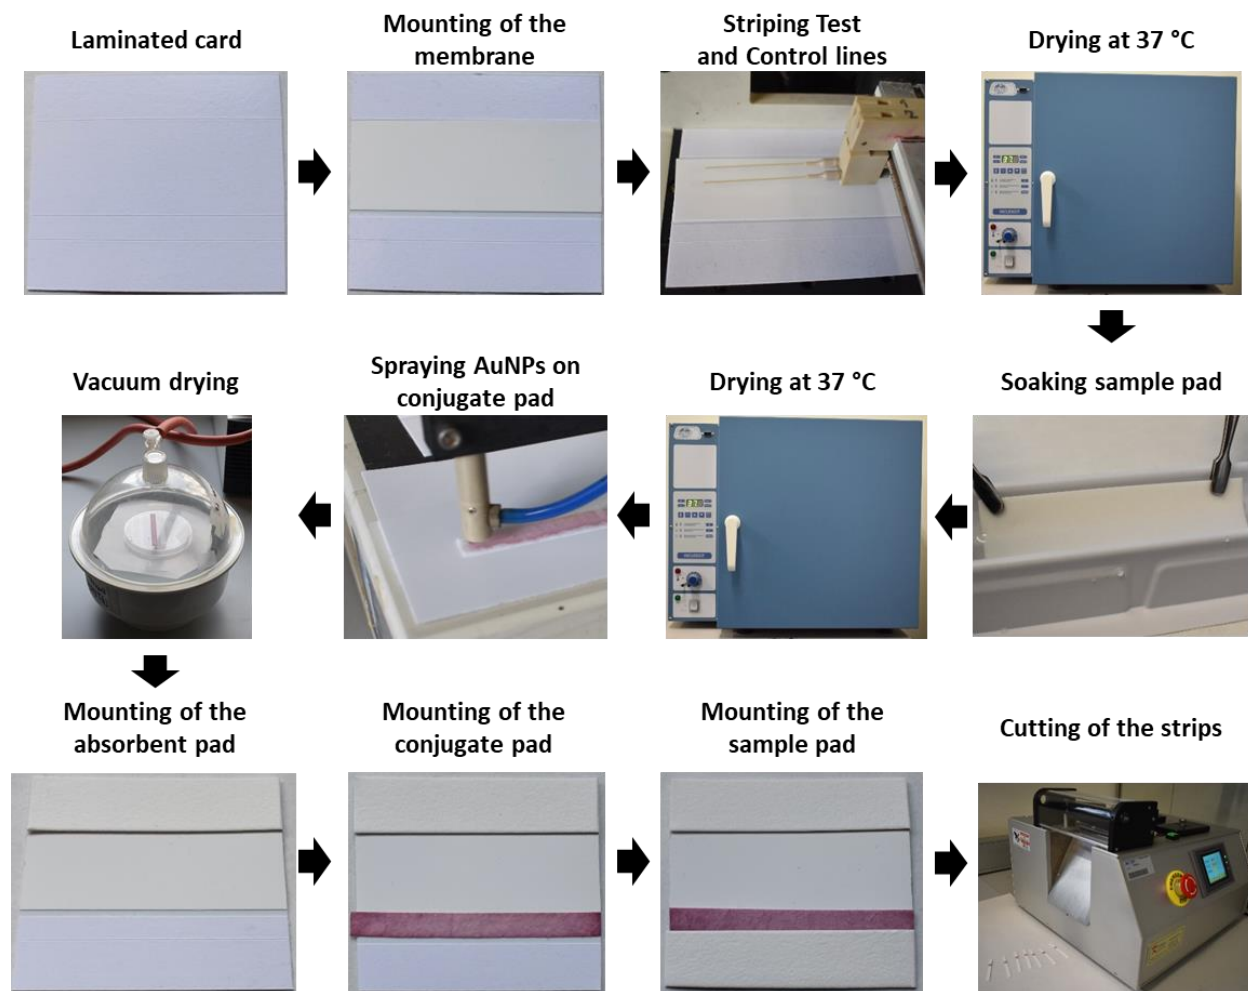 Laminated card
Mounting of the
membrane
Striping Test
and Control lines
Drying at 37 °C
Vacuum drying
Spraying AuNPs on
conjugate pad
Drying at 37 °C
Soaking sample pad
Mounting of the
absorbent pad
Mounting of the
conjugate pad
Mounting of the
sample pad
Cutting of the strips